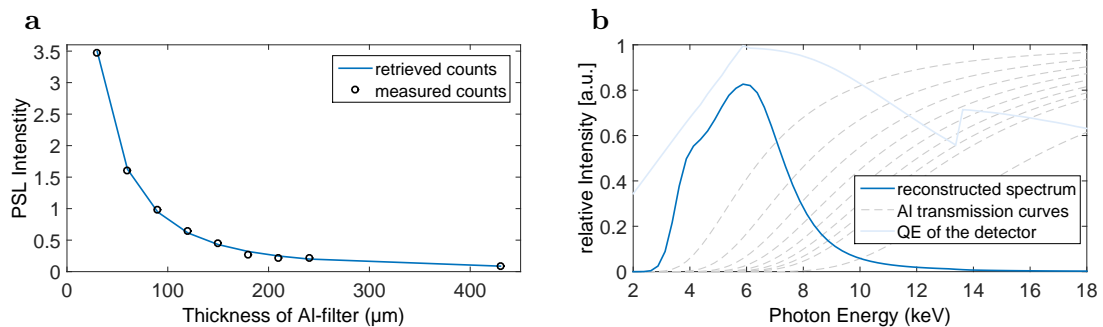 a
3.5
3
2.5
2
1.5
1
0.5
0
PSL Intenstity
retrieved counts
measured counts
0 100 200 300 400
Thickness of Al-filter (μm)
b
1
0.8
0.6
0.4
0.2
0
relative Intensity [a.u.]
reconstructed spectrum
Al transmission curves
QE of the detector
2 4 6 8 10 12 14 16 18
Photon Energy (keV)